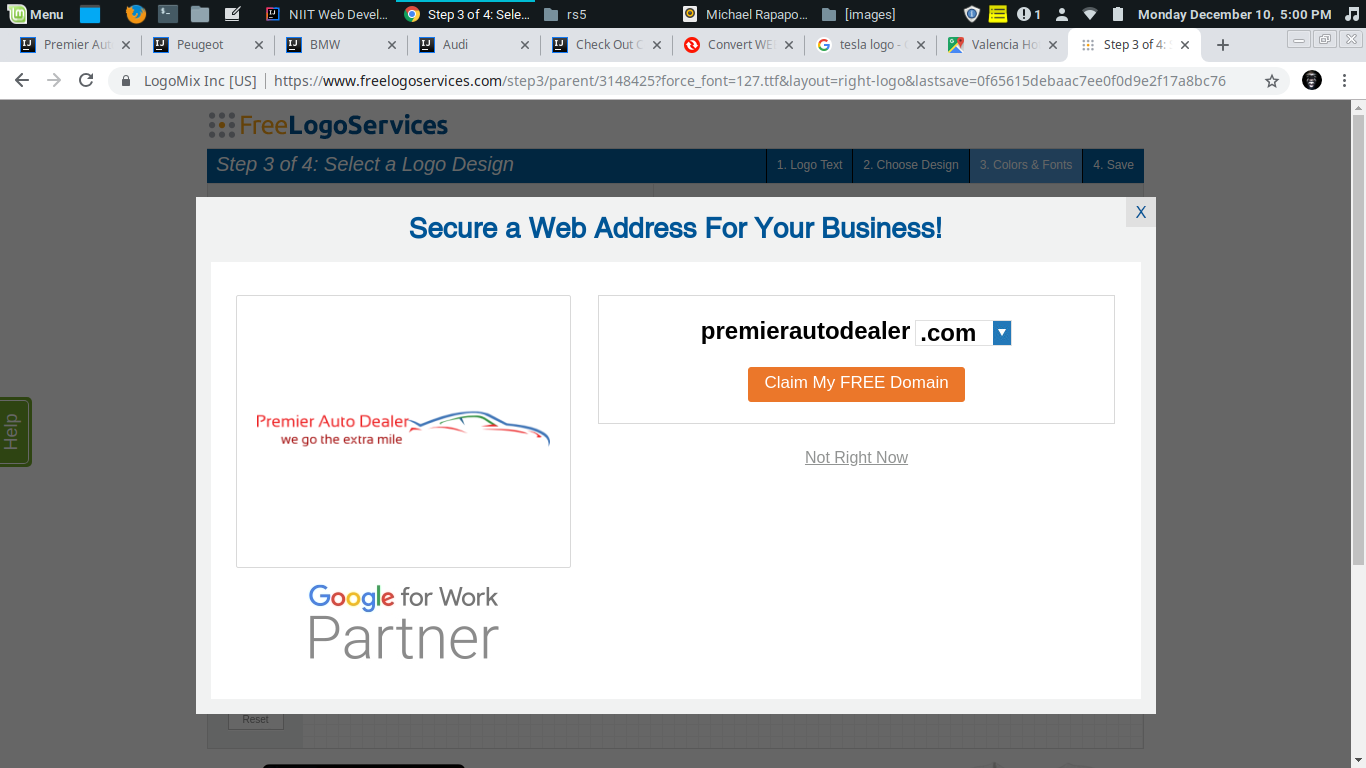 Menu
NIIT Web Devel...
Step 3 of 4: Sele...
rs5
Michael Rapapo...
[images]
1
Monday December 10, 5:00 PM
Premier Aut
Peugeot
BMW
Audi
Check Out C
Convert WE
tesla logo - G
Valencia Ho
Step 3 of 4: S
LogoMix Inc [US]
https://www.freelogoservices.com/step3/parent/3148425?force_font=127.ttf&layout=right-logo&lastsave=0f65615debaac7ee0f0d9e2f17a8bc76
FreeLogoServices
Step 3 of 4: Select a Logo Design
1. Logo Text
2. Choose Design
3. Colors & Fonts
4. Save
Secure a Web Address For Your Business!
X
premierautodealer .com
Claim My FREE Domain
Not Right Now
Premier Auto Dealer
we go the extra mile
Google for Work
Partner
Help
Reset